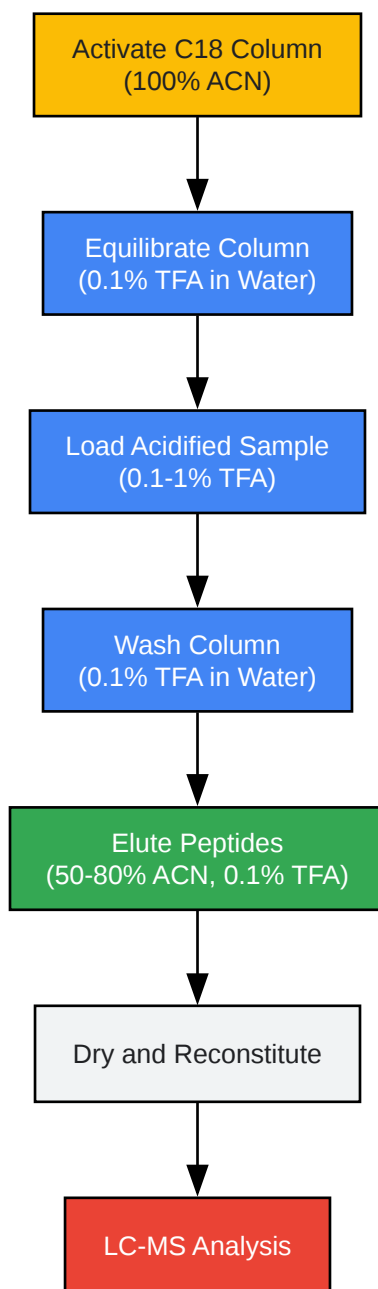 Activate C18 Column
(100% ACN)
Equilibrate Column
(0.1% TFA in Water)
Load Acidified Sample
(0.1-1% TFA)
Wash Column
(0.1% TFA in Water)
Elute Peptides
(50-80% ACN, 0.1% TFA)
Dry and Reconstitute
LC-MS Analysis